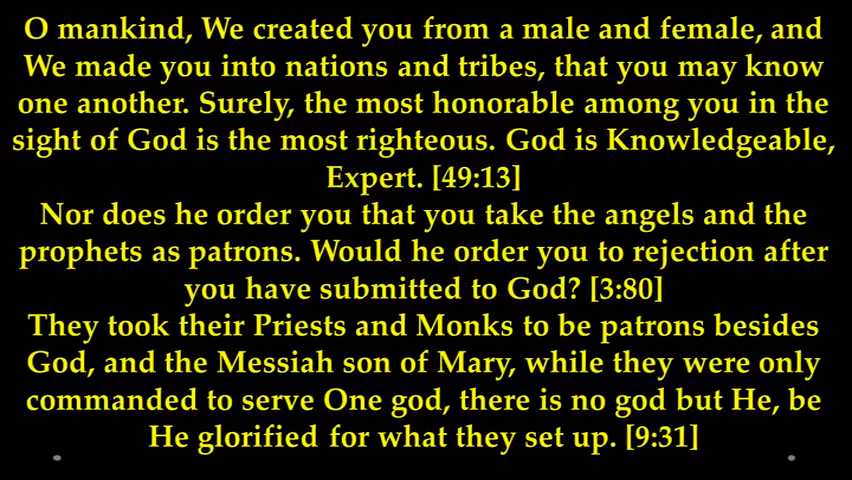 O mankind, We created you from a male and female, and
We made you into nations and tribes, that you may know
one another. Surely, the most honorable among you in the
sight of God is the most righteous. God is Knowledgeable,
Expert. [49:13]
Nor does he order you that you take the angels and the
prophets as patrons. Would he order you to rejection after
you have submitted to God? [3:80]
They took their Priests and Monks to be patrons besides
God, and the Messiah son of Mary, while they were only
commanded to serve One god, there is no god but He, be
He glorified for what they set up. [9:31]